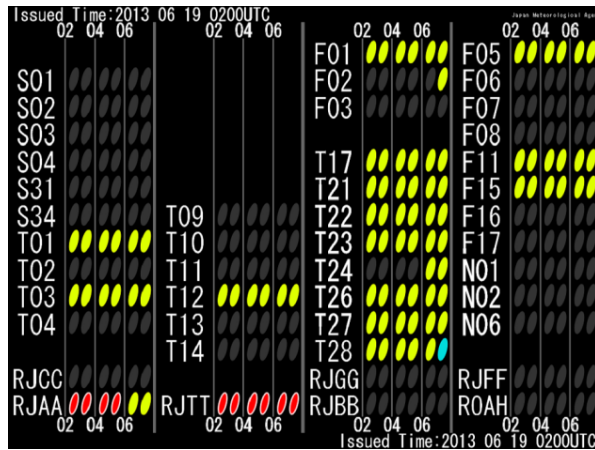 Issued Time:2013 06 19 0200UTC
Japan Meteorological Age
02 04 06
02 04 06
02 04 06
02 04 06
S01
S02
S03
S04
S31
S34
T01
T02
T03
T04
RJCC
RJAA
T09
T10
T11
T12
T13
T14
RJTT
F01
F02
F03
T17
T21
T22
T23
T24
T26
T27
T28
RJGG
RJBB
F05
F06
F07
F08
F11
F15
F16
F17
N01
N02
N06
RJFF
ROAH
02 04 06
02 04 06
02 04 06
02 04 06
Issued Time:2013 06 19 0200UTC